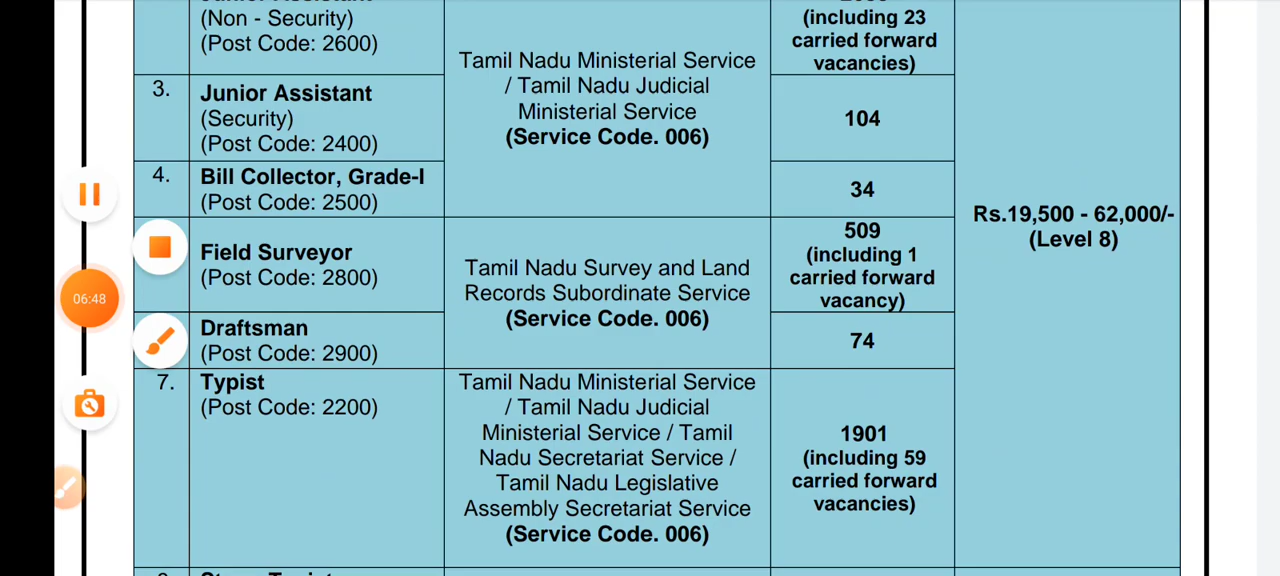 (Non - Security)
(Post Code: 2600)
(including 23
carried forward
vacancies)
3.
Junior Assistant
(Security)
(Post Code: 2400)
Tamil Nadu Ministerial Service
/ Tamil Nadu Judicial
Ministerial Service
(Service Code. 006)
104
4.
Bill Collector, Grade-I
(Post Code: 2500)
34
Rs.19,500 - 62,000/-
(Level 8)
Field Surveyor
(Post Code: 2800)
Tamil Nadu Survey and Land
Records Subordinate Service
(Service Code. 006)
509
(including 1
carried forward
vacancy)
06:48
Draftsman
(Post Code: 2900)
74
7.
Typist
(Post Code: 2200)
Tamil Nadu Ministerial Service
/ Tamil Nadu Judicial
Ministerial Service / Tamil
Nadu Secretariat Service /
Tamil Nadu Legislative
Assembly Secretariat Service
(Service Code. 006)
1901
(including 59
carried forward
vacancies)